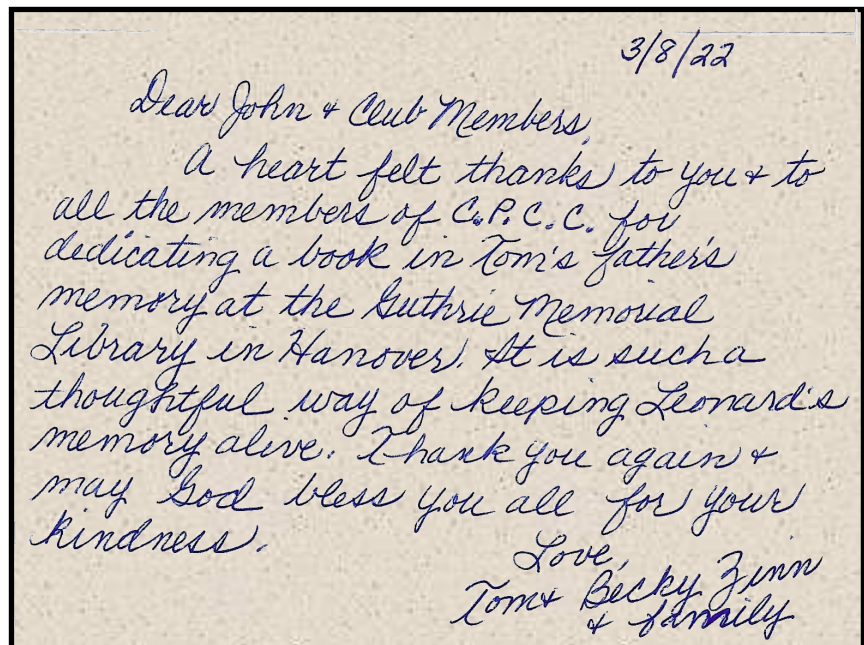 3/8/22
Dear John & Club Members,
A heart felt thanks to you & to
all the members of C.P.C.C. for
dedicating a book in Tom's father's
memory at the Guthrie Memorial
Library in Hanover. It is such a
thoughtful way of keeping Leonard's
memory alive. Thank you again &
may God bless you all for your
kindness.
Love,
Tom & Becky Zinn
& family